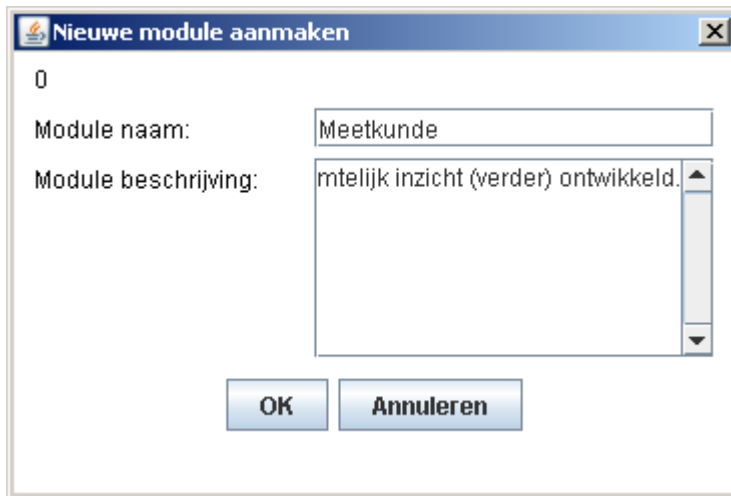 Nieuwe module aanmaken
0
Module naam: Meetkunde
Module beschrijving: mtelijk inzicht (verder) ontwikkeld.
OK Annuleren